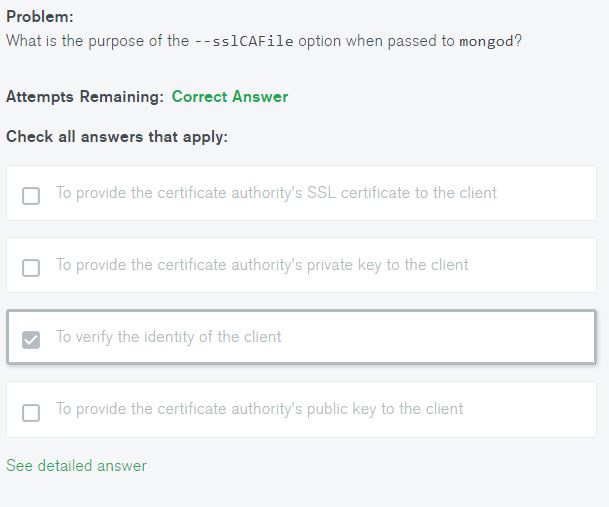 Problem:
What is the purpose of the --sslCAFile option when passed to mongod?
Attempts Remaining: Correct Answer
Check all answers that apply:
To provide the certificate authority's SSL certificate to the client
To provide the certificate authority's private key to the client
To verify the identity of the client
To provide the certificate authority's public key to the client
See detailed answer